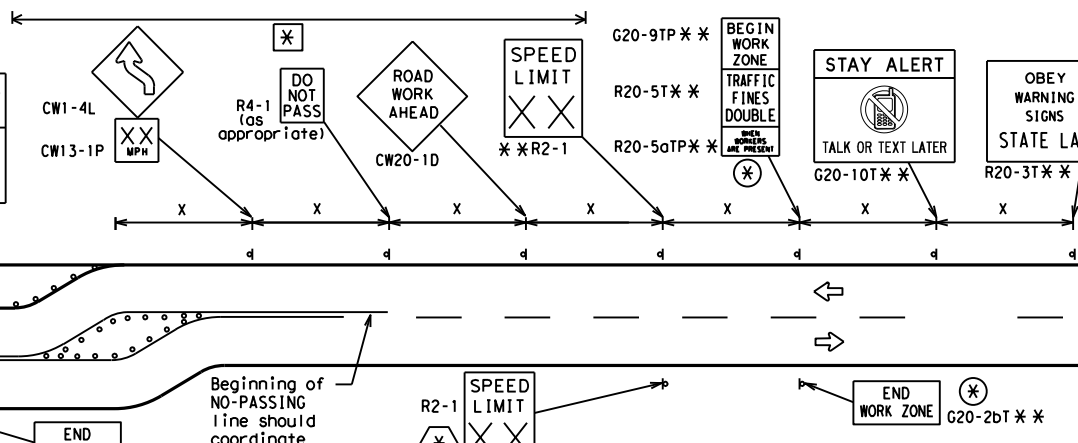 CW1-4L
CW13-1P
XX
MPH
*
R4-1
(as
appropriate)
DO
NOT
PASS
ROAD
WORK
AHEAD
CW20-1D
SPEED
LIMIT
XX
**R2-1
G20-9TP**
R20-5T**
R20-5aTP**
BEGIN
WORK
ZONE
TRAFFIC
FINES
DOUBLE
WHEN
WORKERS
ARE PRESENT
*
STAY ALERT
TALK OR TEXT LATER
G20-10T**
OBEY
WARNING
SIGNS
STATE LA
R20-3T**
X X X X X X X
Beginning of
NO-PASSING
line should
coordinate
R2-1
*
SPEED
LIMIT
XX
END
WORK ZONE
*
G20-2bT**
END